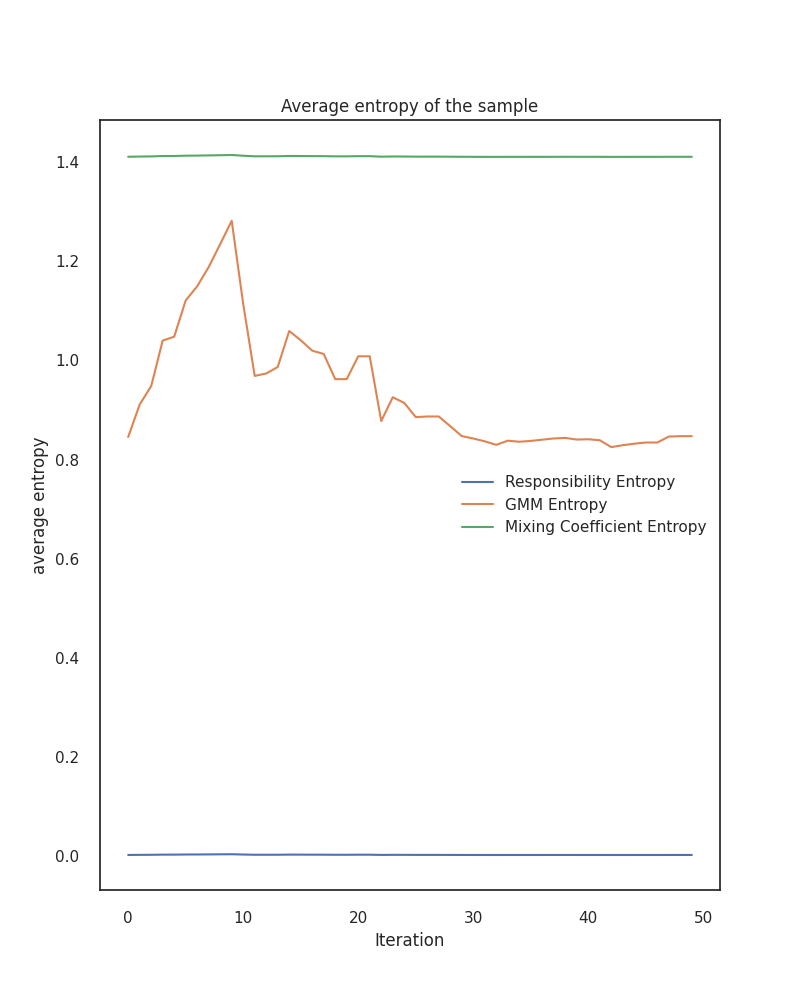 Average entropy of the sample
1.4
1.2
1.0
0.8
0.6
0.4
0.2
0.0
average entropy
Responsibility Entropy
GMM Entropy
Mixing Coefficient Entropy
0 10 20 30 40 50
Iteration